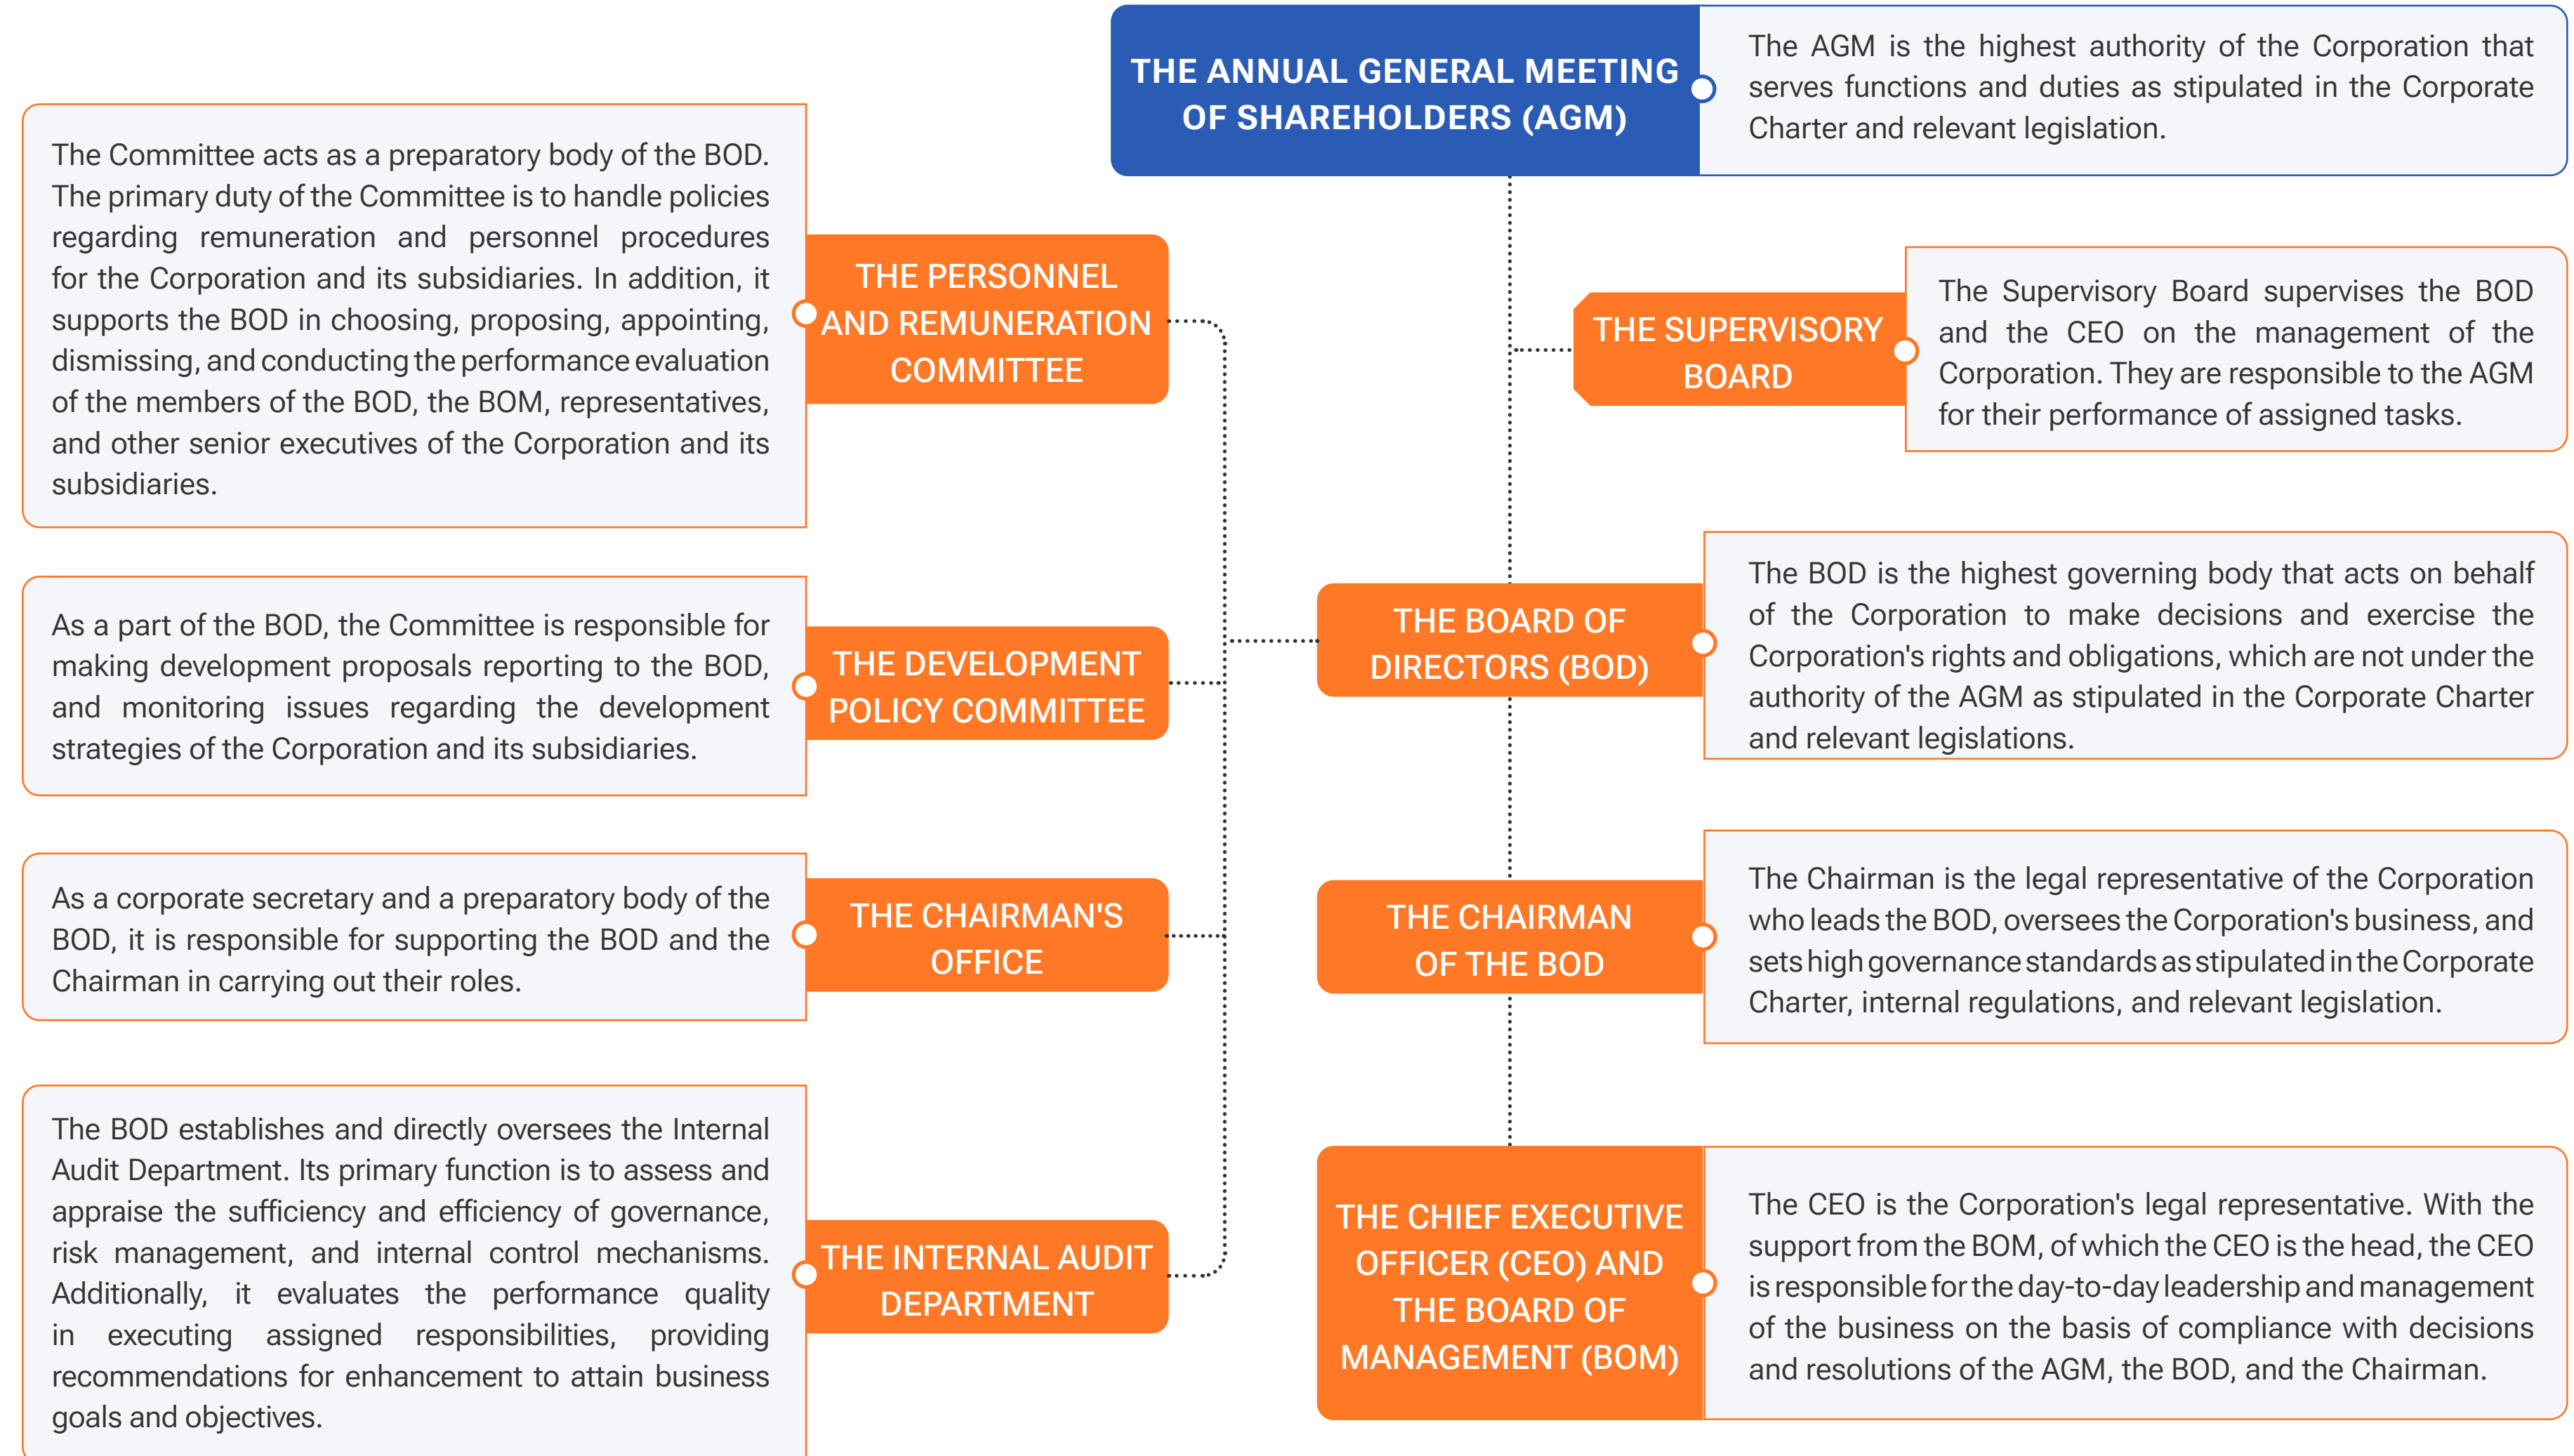 THE ANNUAL GENERAL MEETING
OF SHAREHOLDERS (AGM)
The AGM is the highest authority of the Corporation that
serves functions and duties as stipulated in the Corporate
Charter and relevant legislation.
The Committee acts as a preparatory body of the BOD.
The primary duty of the Committee is to handle policies
regarding remuneration and personnel procedures
for the Corporation and its subsidiaries. In addition, it
supports the BOD in choosing, proposing, appointing,
dismissing, and conducting the performance evaluation
of the members of the BOD, the BOM, representatives,
and other senior executives of the Corporation and its
subsidiaries.
THE PERSONNEL
AND REMUNERATION
COMMITTEE
THE SUPERVISORY
BOARD
The Supervisory Board supervises the BOD
and the CEO on the management of the
Corporation. They are responsible to the AGM
for their performance of assigned tasks.
As a part of the BOD, the Committee is responsible for
making development proposals reporting to the BOD,
and monitoring issues regarding the development
strategies of the Corporation and its subsidiaries.
THE DEVELOPMENT
POLICY COMMITTEE
THE BOARD OF
DIRECTORS (BOD)
The BOD is the highest governing body that acts on behalf
of the Corporation to make decisions and exercise the
Corporation's rights and obligations, which are not under the
authority of the AGM as stipulated in the Corporate Charter
and relevant legislations.
As a corporate secretary and a preparatory body of the
BOD, it is responsible for supporting the BOD and the
Chairman in carrying out their roles.
THE CHAIRMAN'S
OFFICE
THE CHAIRMAN
OF THE BOD
The Chairman is the legal representative of the Corporation
who leads the BOD, oversees the Corporation's business, and
sets high governance standards as stipulated in the Corporate
Charter, internal regulations, and relevant legislation.
The BOD establishes and directly oversees the Internal
Audit Department. Its primary function is to assess and
appraise the sufficiency and efficiency of governance,
risk management, and internal control mechanisms.
Additionally, it evaluates the performance quality
in executing assigned responsibilities, providing
recommendations for enhancement to attain business
goals and objectives.
THE INTERNAL AUDIT
DEPARTMENT
THE CHIEF EXECUTIVE
OFFICER (CEO) AND
THE BOARD OF
MANAGEMENT (BOM)
The CEO is the Corporation's legal representative. With the
support from the BOM, of which the CEO is the head, the CEO
is responsible for the day-to-day leadership and management
of the business on the basis of compliance with decisions
and resolutions of the AGM, the BOD, and the Chairman.